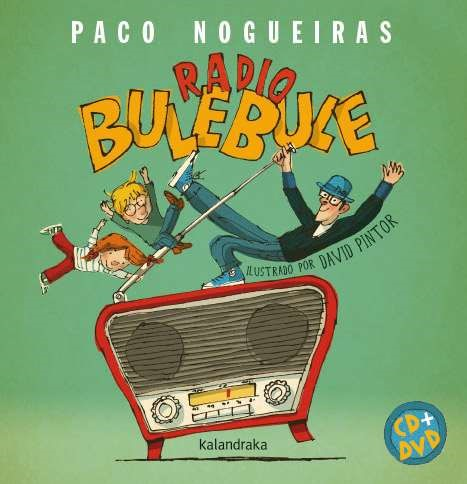 PACO NOGUEIRAS
RADIO
BULEBULE
ILUSTRADO POR DAVID PINTOR
Kalandraka
CD+
DVD